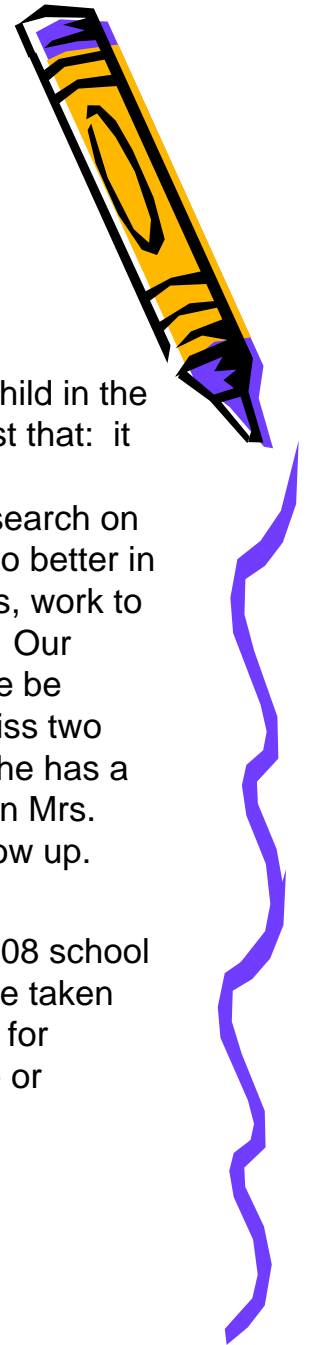 hild in the
st that: it
search on
o better in
s, work to
Our
e be
iss two
he has a
n Mrs.
ow up.
08 school
e taken
for
or